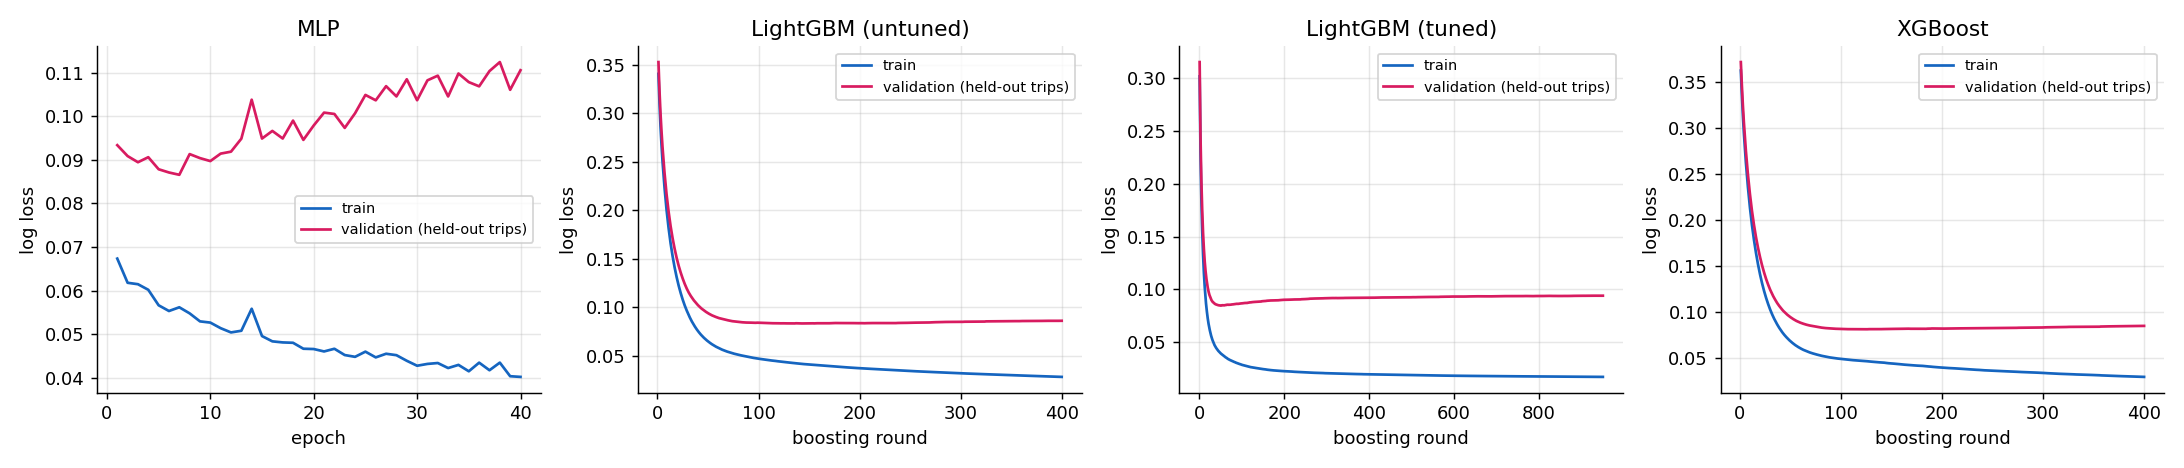 MLP
log loss
0.11
0.10
0.09
0.08
0.07
0.06
0.05
0.04
train
validation (held-out trips)
0 10 20 30 40
epoch
LightGBM (untuned)
log loss
0.35
0.30
0.25
0.20
0.15
0.10
0.05
train
validation (held-out trips)
0 100 200 300 400
boosting round
LightGBM (tuned)
log loss
0.30
0.25
0.20
0.15
0.10
0.05
train
validation (held-out trips)
0 200 400 600 800
boosting round
XGBoost
log loss
0.35
0.30
0.25
0.20
0.15
0.10
0.05
train
validation (held-out trips)
0 100 200 300 400
boosting round